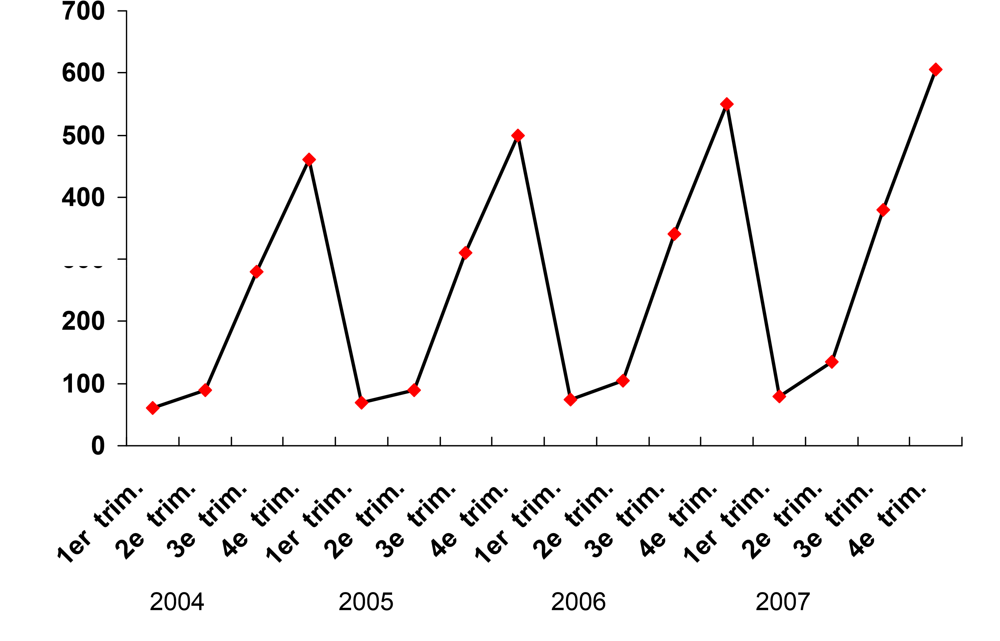 700
600
500
400
200
100
0
1er trim.
2e trim.
3e trim.
4e trim.
1er trim.
2e trim.
3e trim.
4e trim.
1er trim.
2e trim.
3e trim.
4e trim.
1er trim.
2e trim.
3e trim.
4e trim.
2004
2005
2006
2007